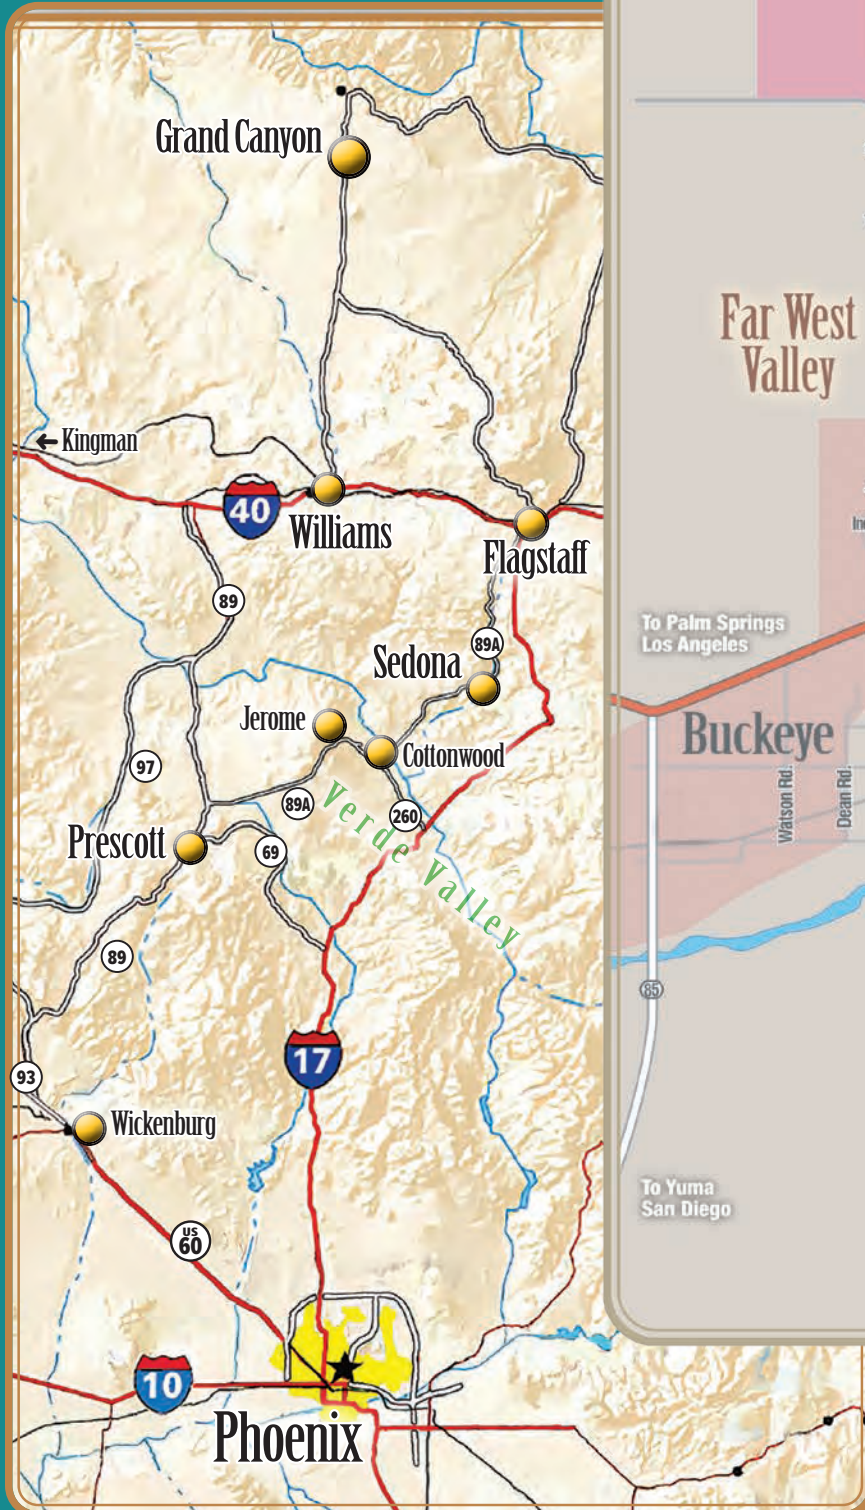 Grand Canyon
← Kingman
40
Williams
Flagstaff
89
89A
Sedona
Jerome
Cottonwood
97
89A
260
Verde Valley
Prescott
69
89
17
93
Wickenburg
US
60
10
Phoenix
Far West
Valley
To Palm Springs
Los Angeles
Buckeye
Watson Rd.
Dean Rd.
85
To Yuma
San Diego